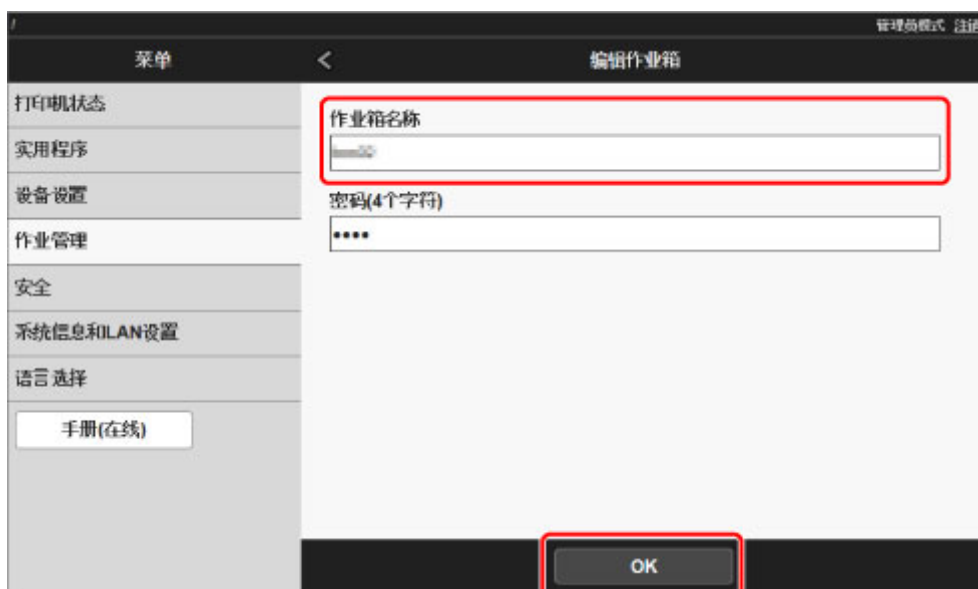 管理员模式 注销
菜单
编辑作业箱
打印机状态
实用程序
设备设置
作业管理
安全
系统信息和LAN设置
语言选择
手册(在线)
作业箱名称
密码(4个字符)
••••
OK